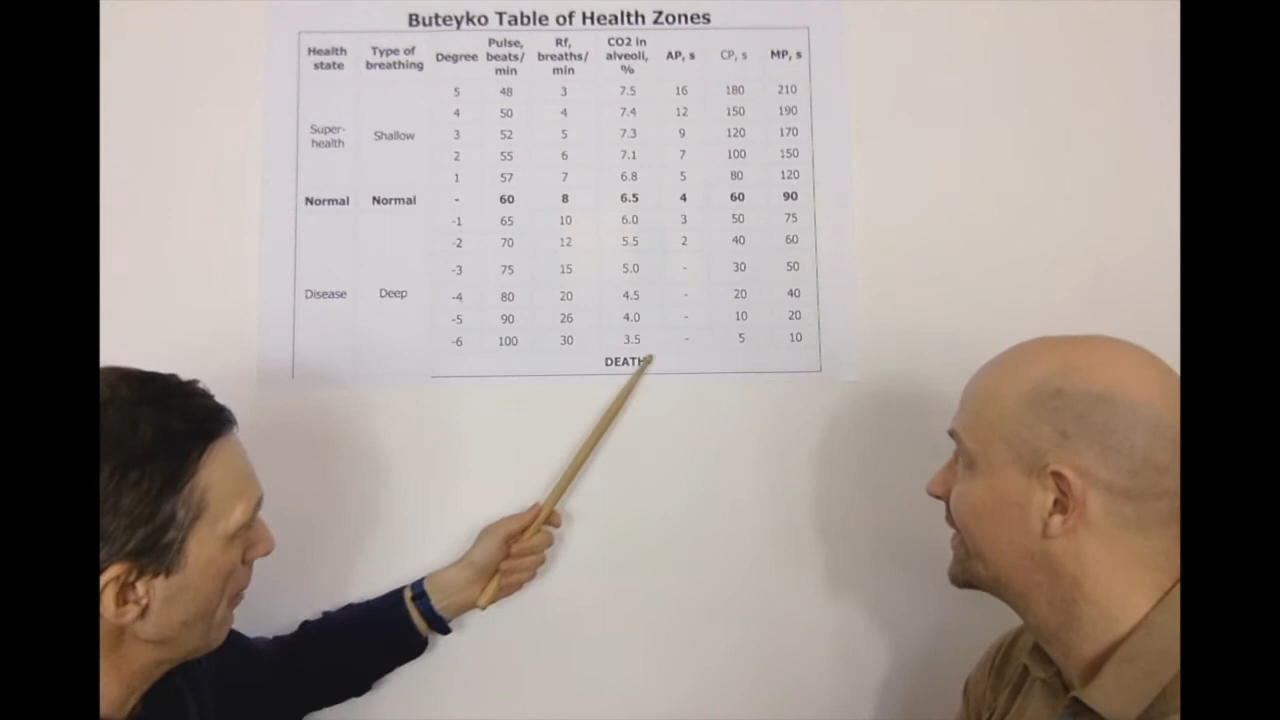 Buteyko Table of Health Zones
Health state Type of breathing Degree Pulse, beats/ min Rf, breaths/ min CO2 in alveoli, % AP, s CP, s MP, s
5 48 3 7.5 16 180 210
4 50 4 7.4 12 150 190
Super-health Shallow 3 52 5 7.3 9 120 170
2 55 6 7.1 7 100 150
1 57 7 6.8 5 80 120
Normal Normal - 60 8 6.5 4 60 90
-1 65 10 6.0 3 50 75
-2 70 12 5.5 2 40 60
-3 75 15 5.0 - 30 50
Disease Deep -4 80 20 4.5 - 20 40
-5 90 26 4.0 - 10 20
-6 100 30 3.5 - 5 10
DEATH